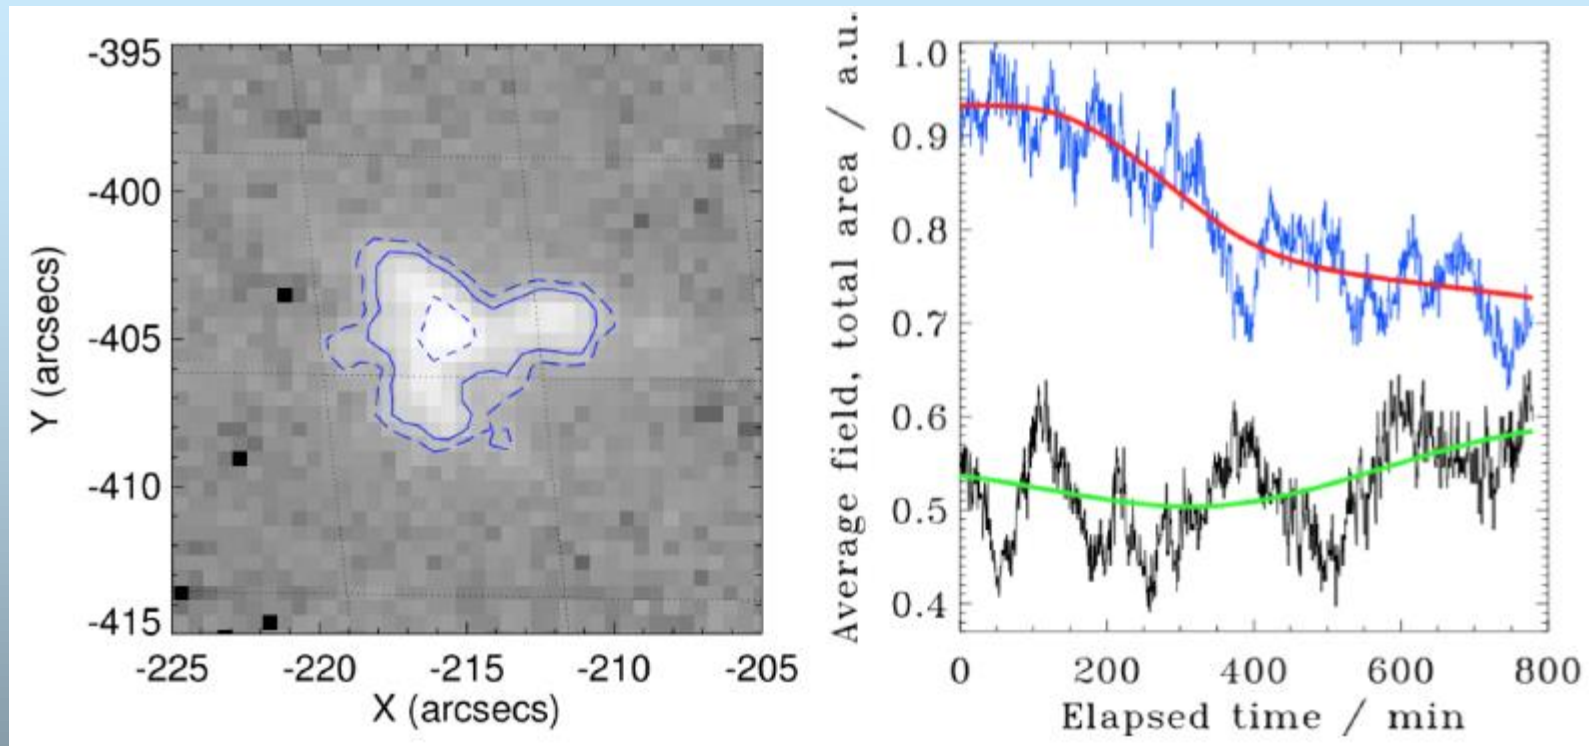 -395
-400
-405
-410
-415
Y (arcsecs)
-225 -220 -215 -210 -205
X (arcsecs)
Average field, total area / a.u.
1.0
0.9
0.8
0.7
0.6
0.5
0.4
0 200 400 600 800
Elapsed time / min